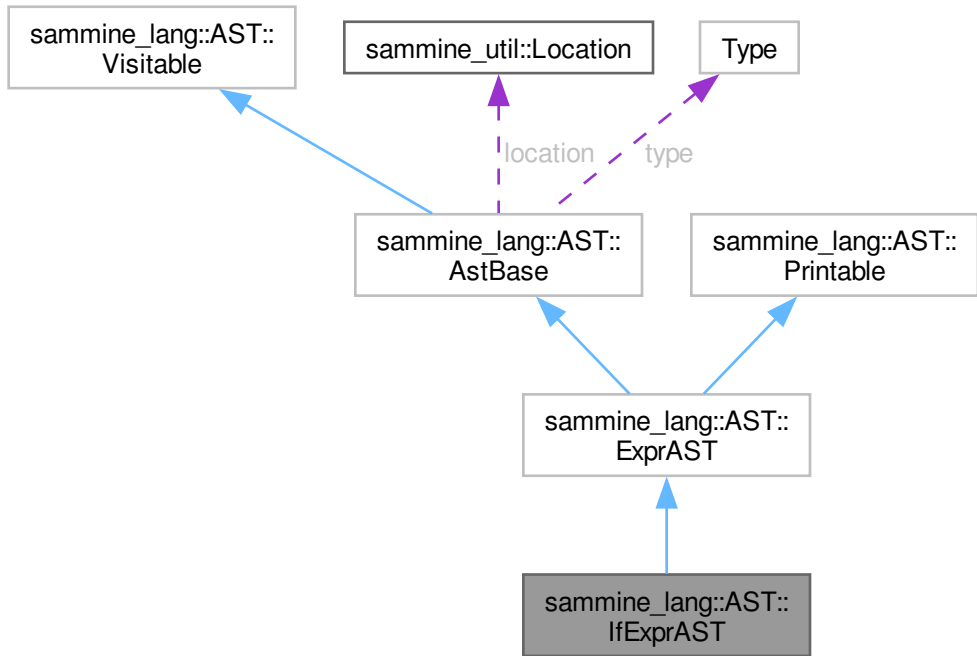 sammine_lang::AST::
Visitable
sammine_util::Location
Type
location
type
sammine_lang::AST::
AstBase
sammine_lang::AST::
Printable
sammine_lang::AST::
ExprAST
sammine_lang::AST::
IfExprAST